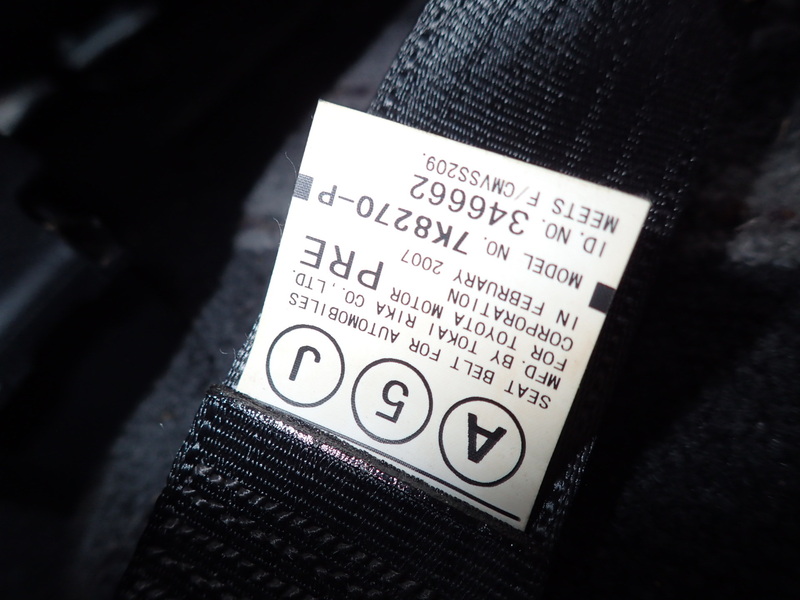 A 5 J
SEAT BELT FOR AUTOMOBILES
MFD. BY TOKAI RIKA CO., LTD.
FOR TOYOTA MOTOR
CORPORATION PRE
IN FEBRUARY 2007
MODEL NO. 7K8270-P
ID. NO. 346662
MEETS F/CMVSS209.